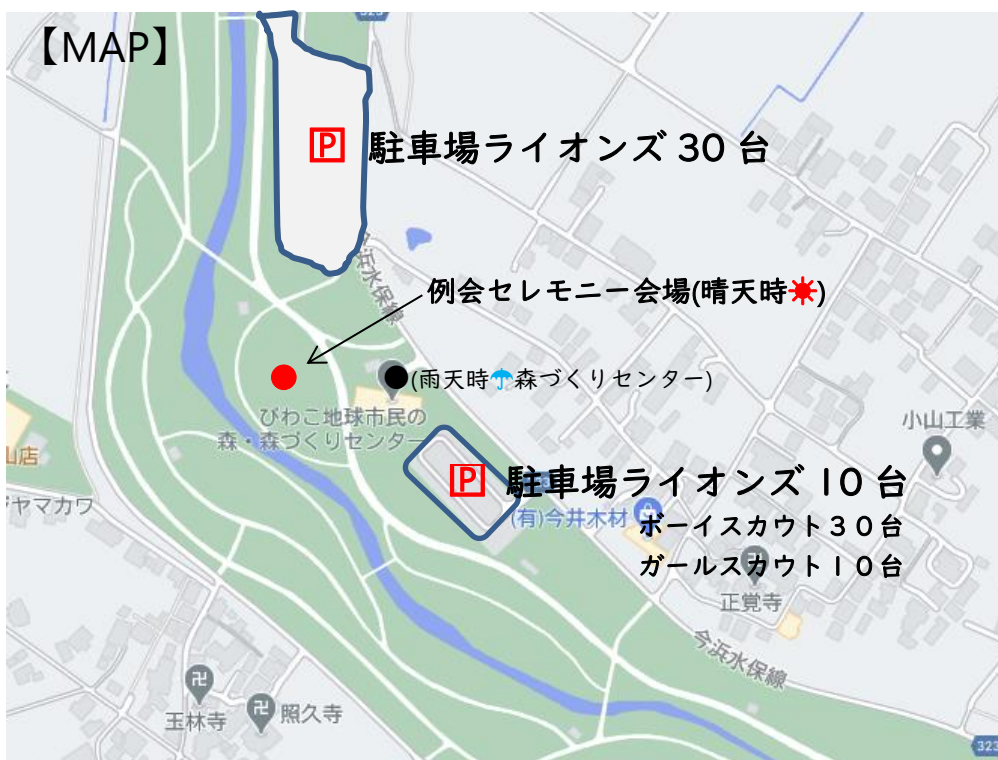 323
【MAP】
P 駐車場ライオンズ 30 台
今浜水保線
例会セレモニー会場(晴天時☀)
(雨天時☂森づくりセンター)
びわこ地球市民の
森・森づくりセンター
小山工業
山店
ヤマカワ
P 駐車場ライオンズ 10 台
(有)今井木材
ボーイスカウト30台
ガールスカウト10台
正覚寺
今浜水保線
玉林寺
照久寺
323